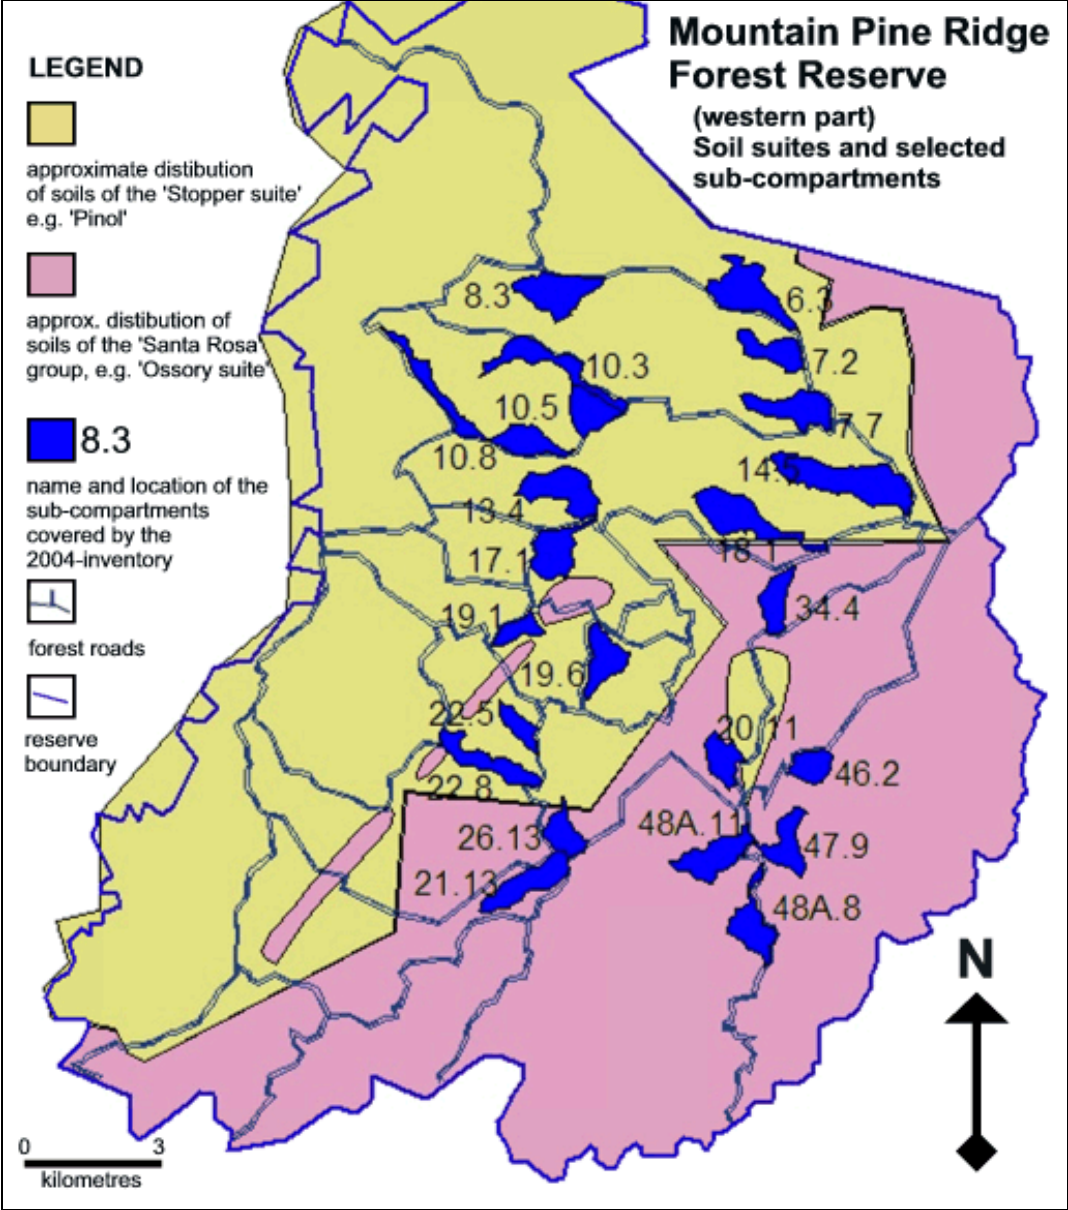 Mountain Pine Ridge
Forest Reserve
(western part)
Soil suites and selected
sub-compartments
LEGEND
approximate distibution
of soils of the 'Stopper suite'
e.g. 'Pinol'
approx. distibution of
soils of the 'Santa Rosa'
group, e.g. 'Ossory suite'
8.3
name and location of the
sub-compartments
covered by the
2004-inventory
forest roads
reserve
boundary
8.3
6.3
10.3
7.2
10.5
7.7
10.8
14.5
13.4
18.1
17.1
34.4
19.1
19.6
22.5
20.11
46.2
22.8
26.13
48A.11
47.9
21.13
48A.8
N
0 3
kilometres